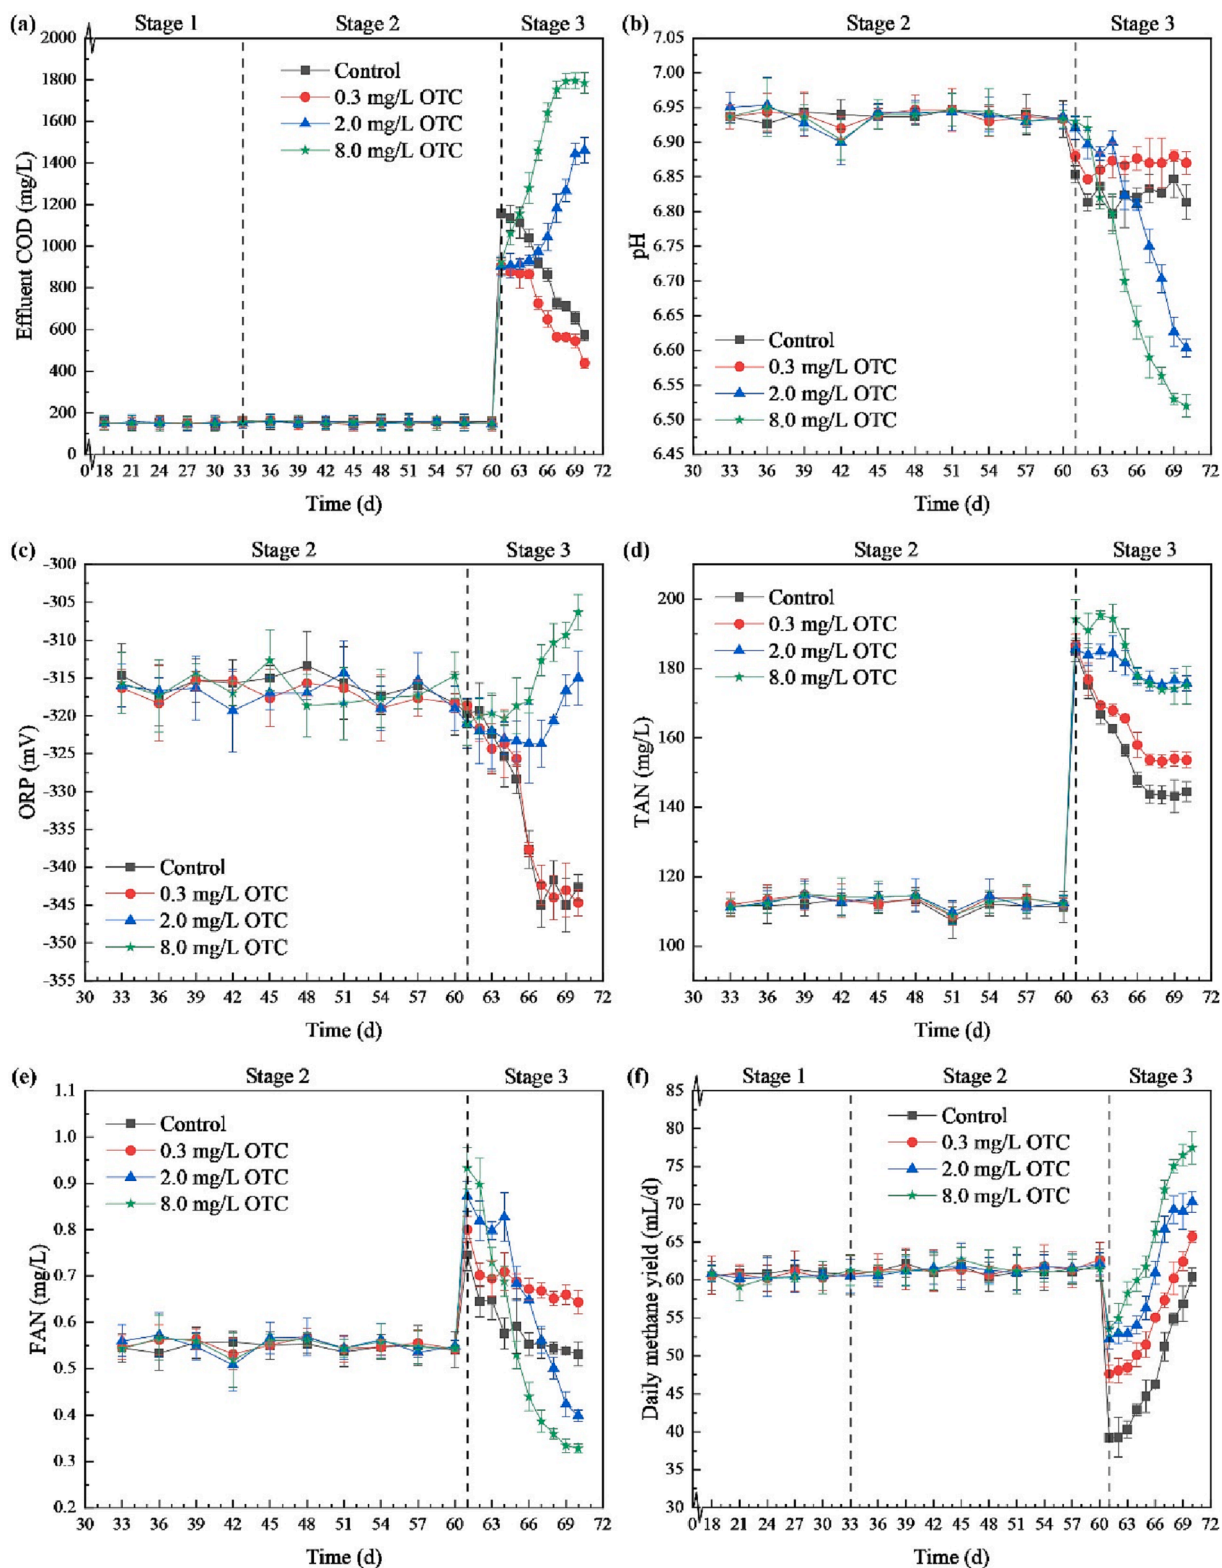 (a) Stage 1 Stage 2 Stage 3
2000
1800
1600
1400
1200
1000
800
600
400
200
0
Effluent COD (mg/L)
Control
0.3 mg/L OTC
2.0 mg/L OTC
8.0 mg/L OTC
0 18 21 24 27 30 33 36 39 42 45 48 51 54 57 60 63 66 69 72
Time (d)
(b) Stage 2 Stage 3
7.05
7.00
6.95
6.90
6.85
6.80
6.75
6.70
6.65
6.60
6.55
6.50
6.45
pH
Control
0.3 mg/L OTC
2.0 mg/L OTC
8.0 mg/L OTC
30 33 36 39 42 45 48 51 54 57 60 63 66 69 72
Time (d)
(c) Stage 2 Stage 3
-300
-305
-310
-315
-320
-325
-330
-335
-340
-345
-350
-355
ORP (mV)
Control
0.3 mg/L OTC
2.0 mg/L OTC
8.0 mg/L OTC
30 33 36 39 42 45 48 51 54 57 60 63 66 69 72
Time (d)
(d) Stage 2 Stage 3
200
180
160
140
120
100
TAN (mg/L)
Control
0.3 mg/L OTC
2.0 mg/L OTC
8.0 mg/L OTC
30 33 36 39 42 45 48 51 54 57 60 63 66 69 72
Time (d)
(e) Stage 2 Stage 3
1.1
1.0
0.9
0.8
0.7
0.6
0.5
0.4
0.3
0.2
FAN (mg/L)
Control
0.3 mg/L OTC
2.0 mg/L OTC
8.0 mg/L OTC
30 33 36 39 42 45 48 51 54 57 60 63 66 69 72
Time (d)
(f) Stage 1 Stage 2 Stage 3
85
80
75
70
65
60
55
50
45
40
35
30
Daily methane yield (mL/d)
Control
0.3 mg/L OTC
2.0 mg/L OTC
8.0 mg/L OTC
0 18 21 24 27 30 33 36 39 42 45 48 51 54 57 60 63 66 69 72
Time (d)